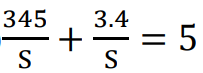 345/S + 3.4/S = 5